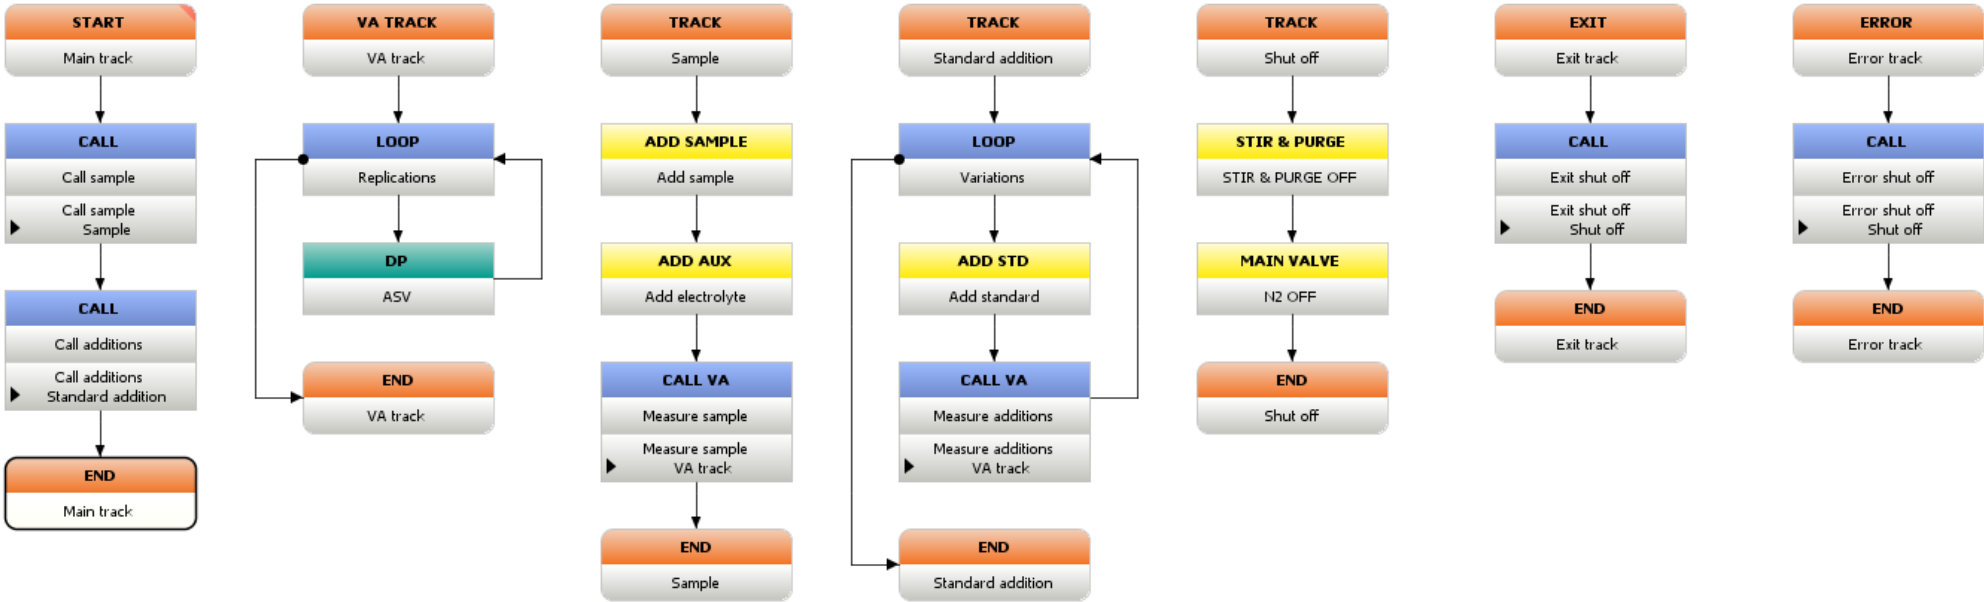 START
Main track
CALL
Call sample
Call sample
Sample
CALL
Call additions
Call additions
Standard addition
END
Main track
VA TRACK
VA track
LOOP
Replications
DP
ASV
END
VA track
TRACK
Sample
ADD SAMPLE
Add sample
ADD AUX
Add electrolyte
CALL VA
Measure sample
Measure sample
VA track
END
Sample
TRACK
Standard addition
LOOP
Variations
ADD STD
Add standard
CALL VA
Measure additions
Measure additions
VA track
END
Standard addition
TRACK
Shut off
STIR & PURGE
STIR & PURGE OFF
MAIN VALVE
N2 OFF
END
Shut off
EXIT
Exit track
CALL
Exit shut off
Exit shut off
Shut off
END
Exit track
ERROR
Error track
CALL
Error shut off
Error shut off
Shut off
END
Error track